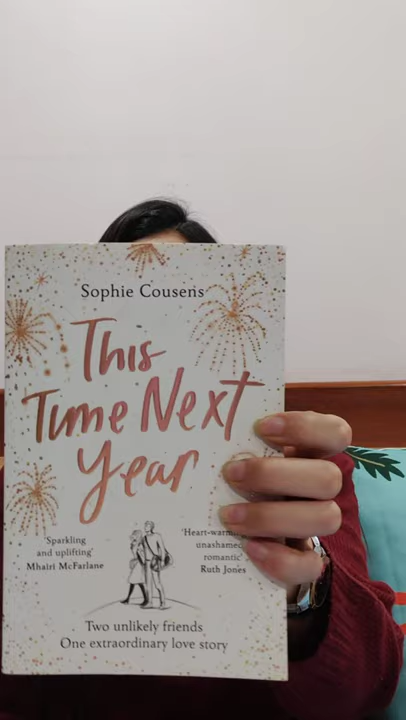 Sophie Cousens
This
Time Next
Year
'Sparkling
and uplifting'
Mhairi McFarlane
'Heart-warming
unashamedly
romantic'
Ruth Jones
Two unlikely friends
One extraordinary love story